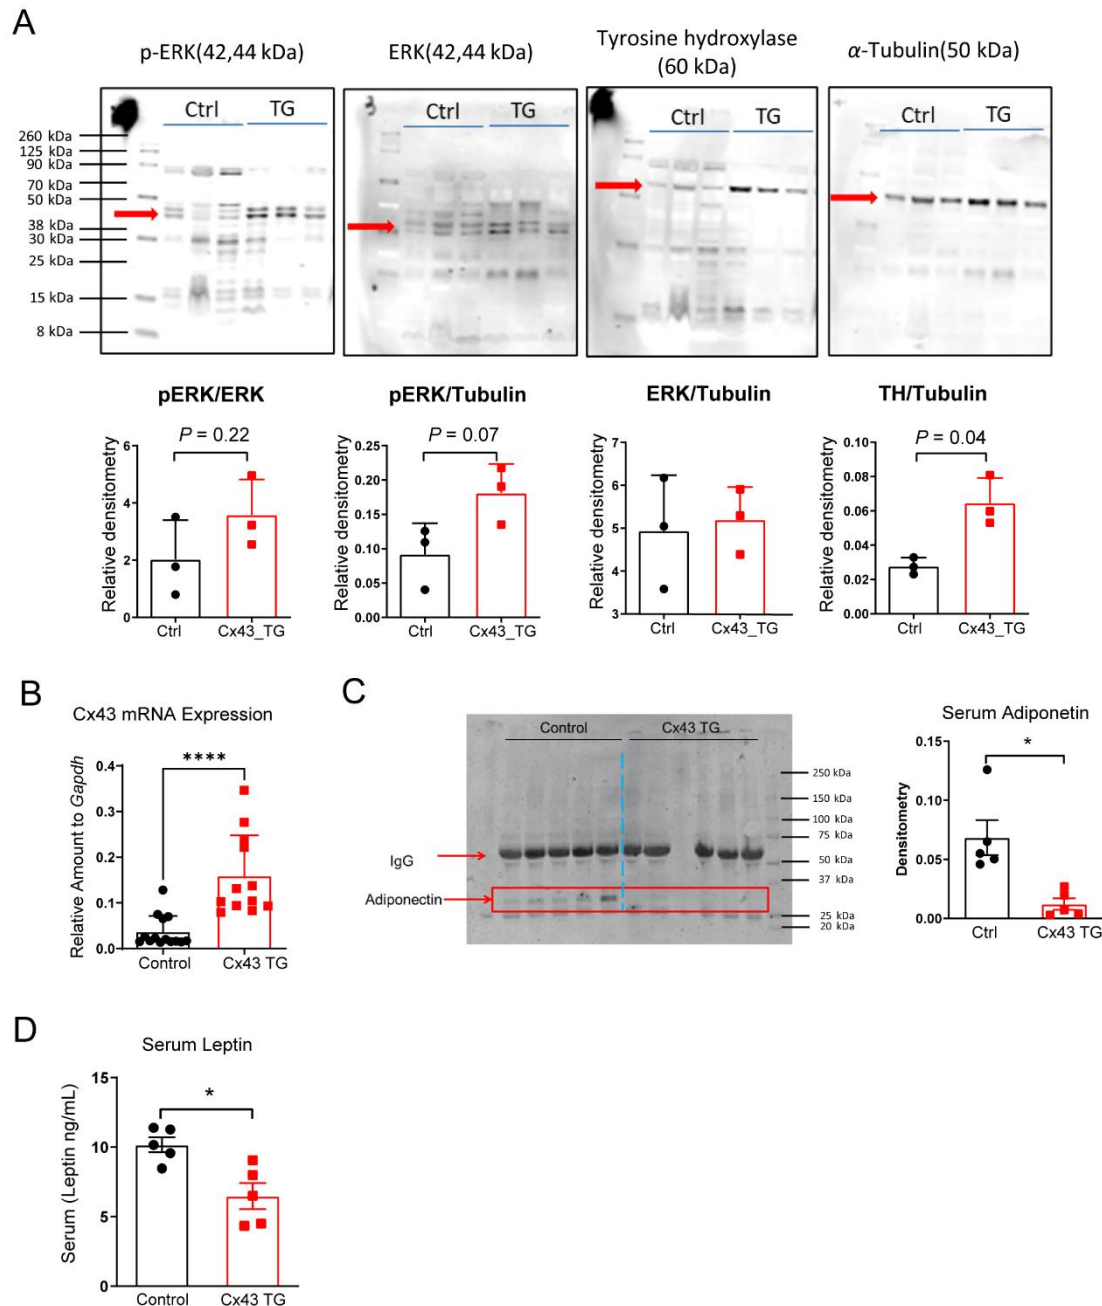 A
p-ERK(42,44 kDa)
ERK(42,44 kDa)
Tyrosine hydroxylase
(60 kDa)
α-Tubulin(50 kDa)
Ctrl TG
3 Ctrl TG
Ctrl TG
Ctrl TG
260 kDa
125 kDa
90 kDa
70 kDa
50 kDa
38 kDa
30 kDa
25 kDa
15 kDa
8 kDa
pERK/ERK
P = 0.22
Relative densitometry
6
4
2
0
Ctrl Cx43_TG
pERK/Tubulin
P = 0.07
Relative densitometry
0.25
0.20
0.15
0.10
0.05
0.00
Ctrl Cx43_TG
ERK/Tubulin
Relative densitometry
7
6
5
4
3
Ctrl Cx43_TG
TH/Tubulin
P = 0.04
Relative densitometry
0.10
0.08
0.06
0.04
0.02
0.00
Ctrl Cx43_TG
B
Cx43 mRNA Expression
****
Relative Amount to Gapdh
0.4
0.3
0.2
0.1
0.0
Control Cx43 TG
C
Control Cx43 TG
IgG
Adiponectin
250 kDa
150 kDa
100 kDa
75 kDa
50 kDa
37 kDa
25 kDa
20 kDa
Serum Adiponetin
*
Densitometry
0.15
0.10
0.05
0.00
Ctrl Cx43 TG
D
Serum Leptin
*
Serum (Leptin ng/mL)
15
10
5
0
Control Cx43 TG